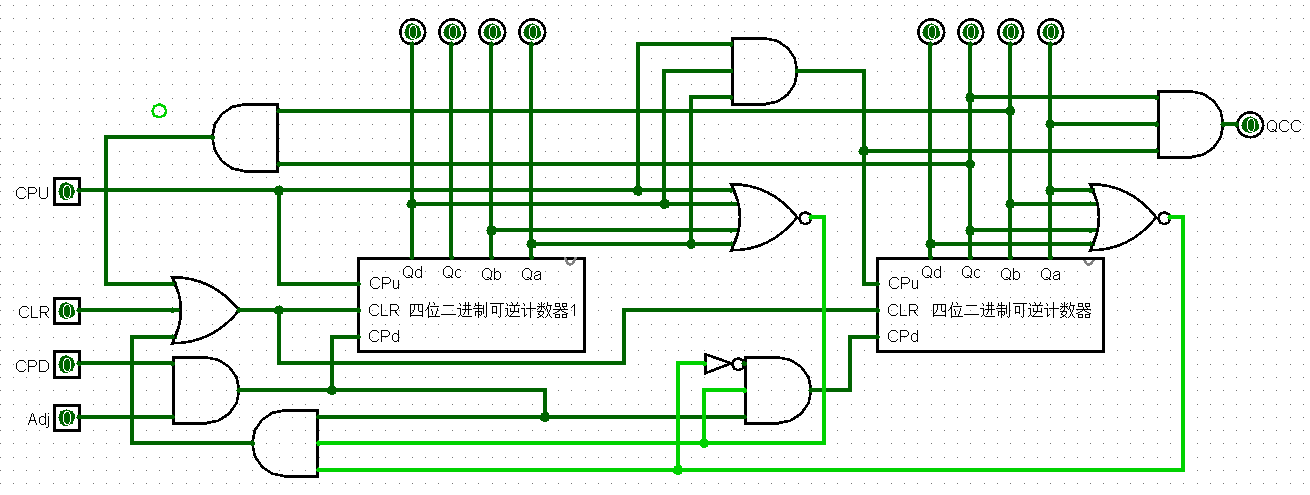 0 0 0 0 0 0 0 0
0 QCC
CPU 0
Qd Qc Qb Qa Qd Qc Qb Qa
CPu CPu
CLR 0 CLR 四位二进制可逆计数器1 CLR 四位二进制可逆计数器
CPd CPd
CPD 0
Adj 0